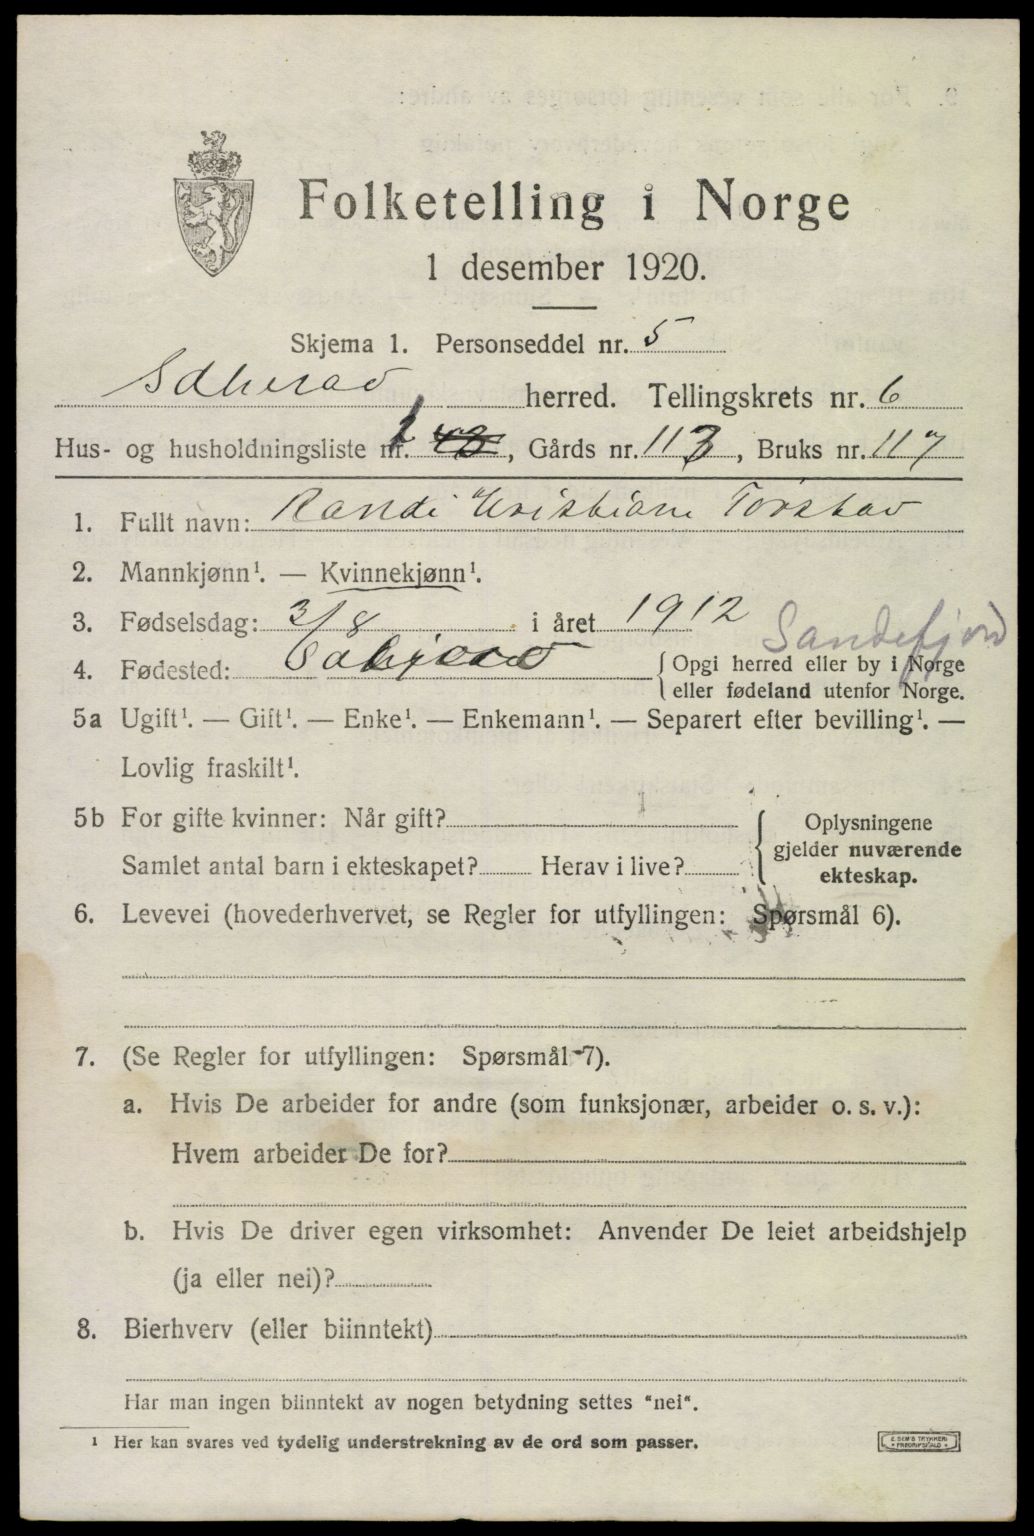 Folketelling i Norge
1 desember 1920.
Skjema 1. Personseddel nr. 5
herred. Tellingskrets nr. 6
Hus- og husholdningsliste nr. 1 48, Gårds nr. 113, Bruks nr. 117
1. Fullt navn: Randi Kristiane Torstav
2. Mannkjønn¹. — Kvinnekjønn¹.
3. Fødselsdag: 3/8 i året 1912 Sandefjord
4. Fødested: {Opgi herred eller by i Norge
eller fødeland utenfor Norge.
5a Ugift¹. — Gift¹. — Enke¹. — Enkemann¹. — Separert efter bevilling¹. —
Lovlig fraskilt¹.
5b For gifte kvinner: Når gift? Oplysningene
Samlet antal barn i ekteskapet? Herav i live? gjelder nuværende
ekteskap.
6. Levevei (hovederhvervet, se Regler for utfyllingen: Spørsmål 6).
7. (Se Regler for utfyllingen: Spørsmål 7).
a. Hvis De arbeider for andre (som funksjonær, arbeider o. s. v.):
Hvem arbeider De for?
b. Hvis De driver egen virksomhet: Anvender De leiet arbeidshjelp
(ja eller nei)?
8. Bierhverv (eller biinntekt)
Har man ingen biinntekt av nogen betydning settes "nei".
¹ Her kan svares ved tydelig understrekning av de ord som passer.
E. SEM'S TRYKKERI
FREDRIKSHALD